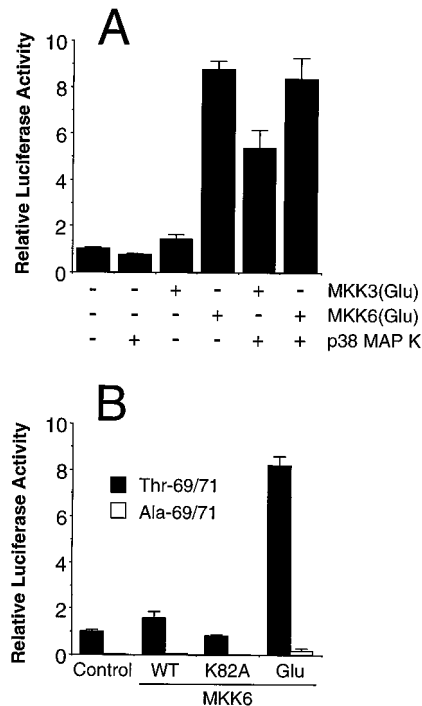 A
Relative Luciferase Activity
10
8
6
4
2
0
- - + - + - MKK3(Glu)
- - - + - + MKK6(Glu)
- + - - + + p38 MAP K
B
Relative Luciferase Activity
10
8
6
4
2
0
Thr-69/71
Ala-69/71
Control WT K82A Glu
MKK6